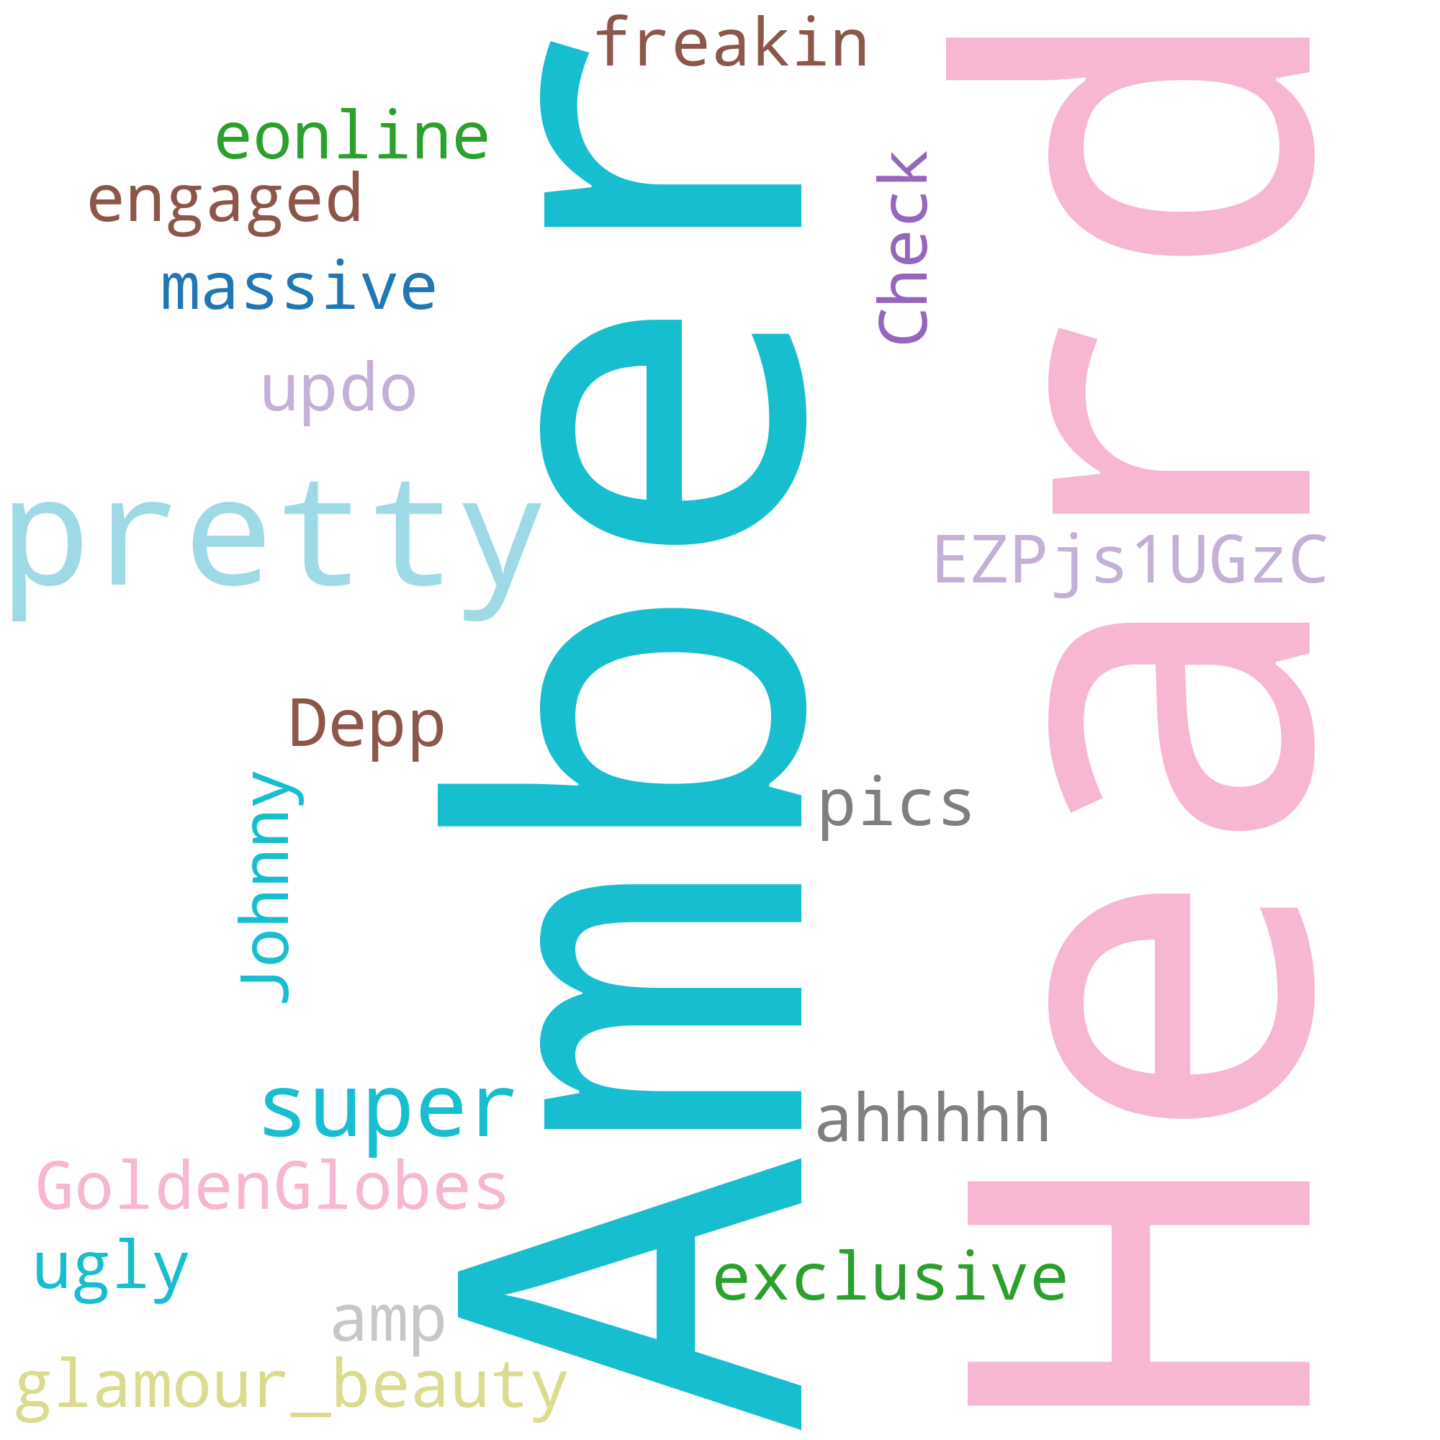 freakin
eonline
engaged
massive
updo
pretty
Check
EZPjs1UGzC
Amber
Heard
Depp
Johnny
pics
super
ahhhhh
GoldenGlobes
ugly
exclusive
amp
glamour_beauty